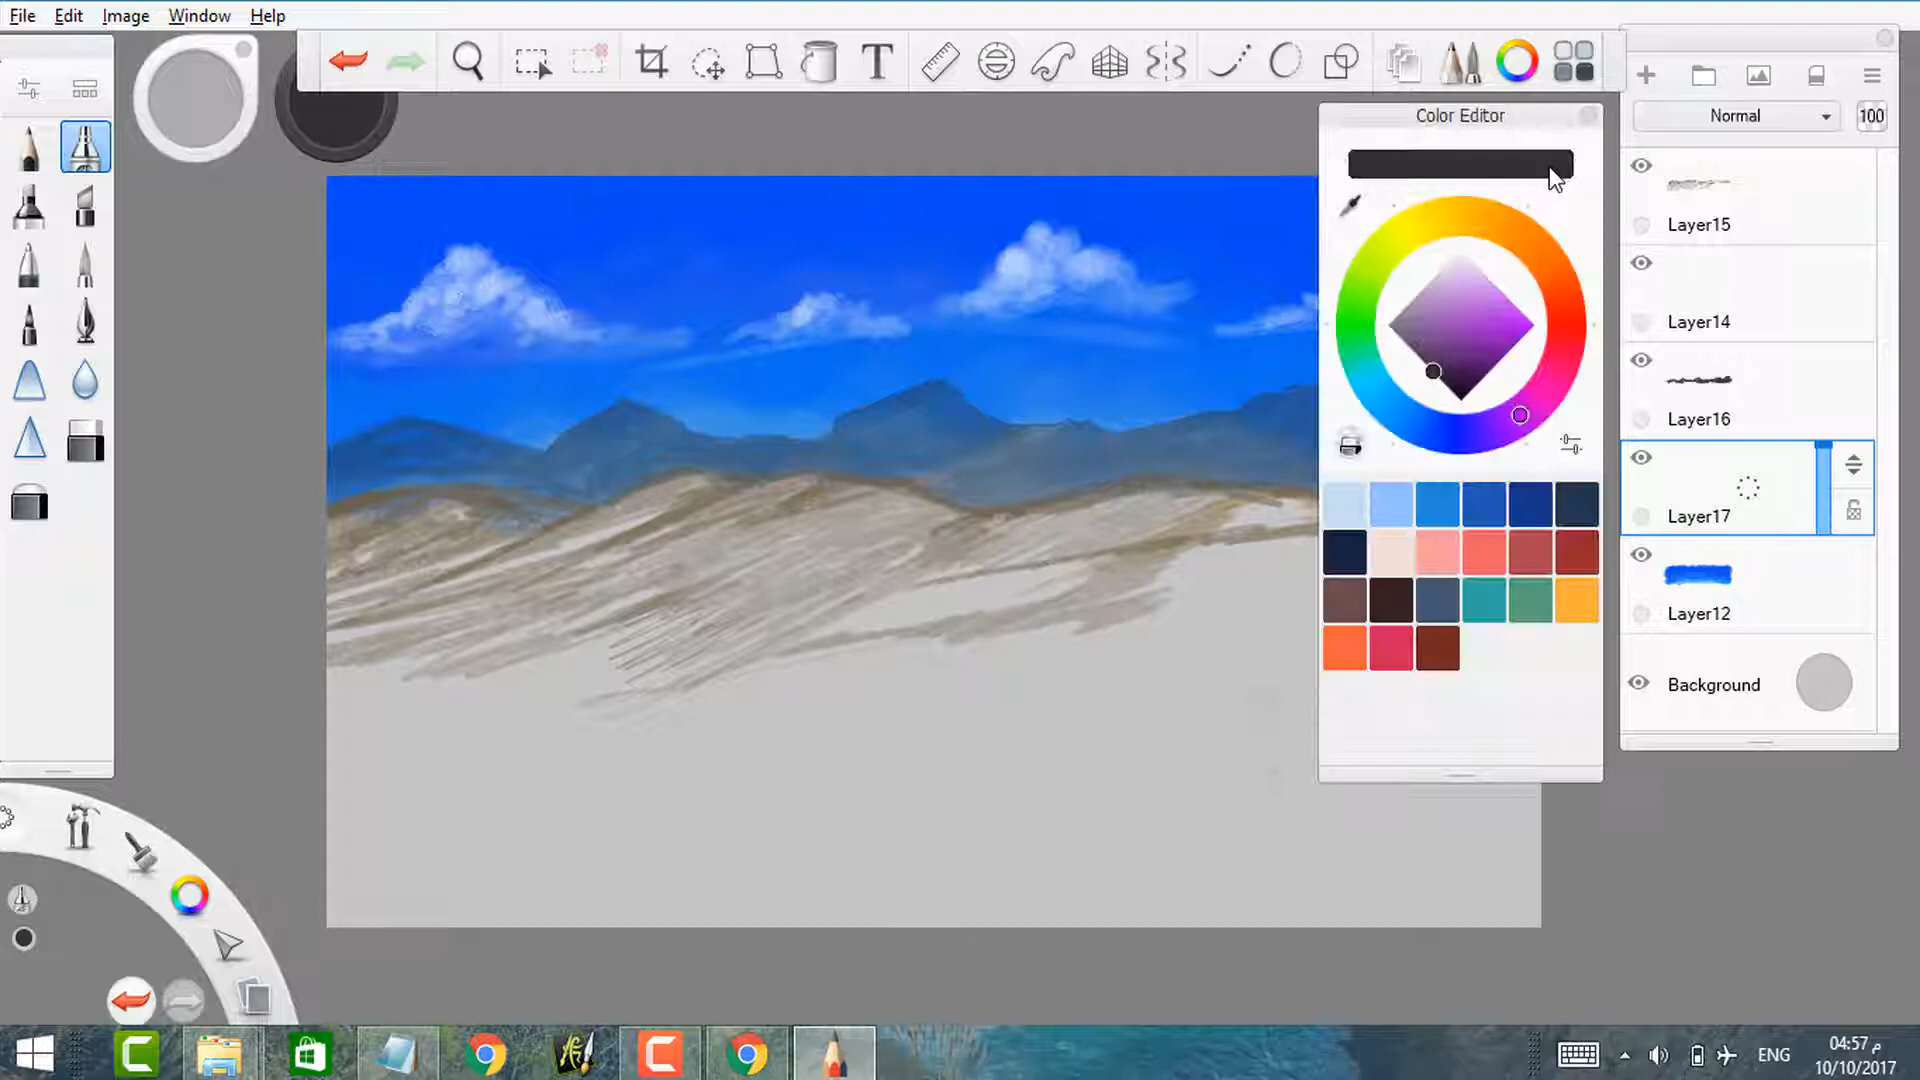 File Edit Image Window Help
T
Color Editor
Normal 100
Layer15
Layer14
Layer16
Layer17
Layer12
Background
ENG
04:57 م
10/10/2017